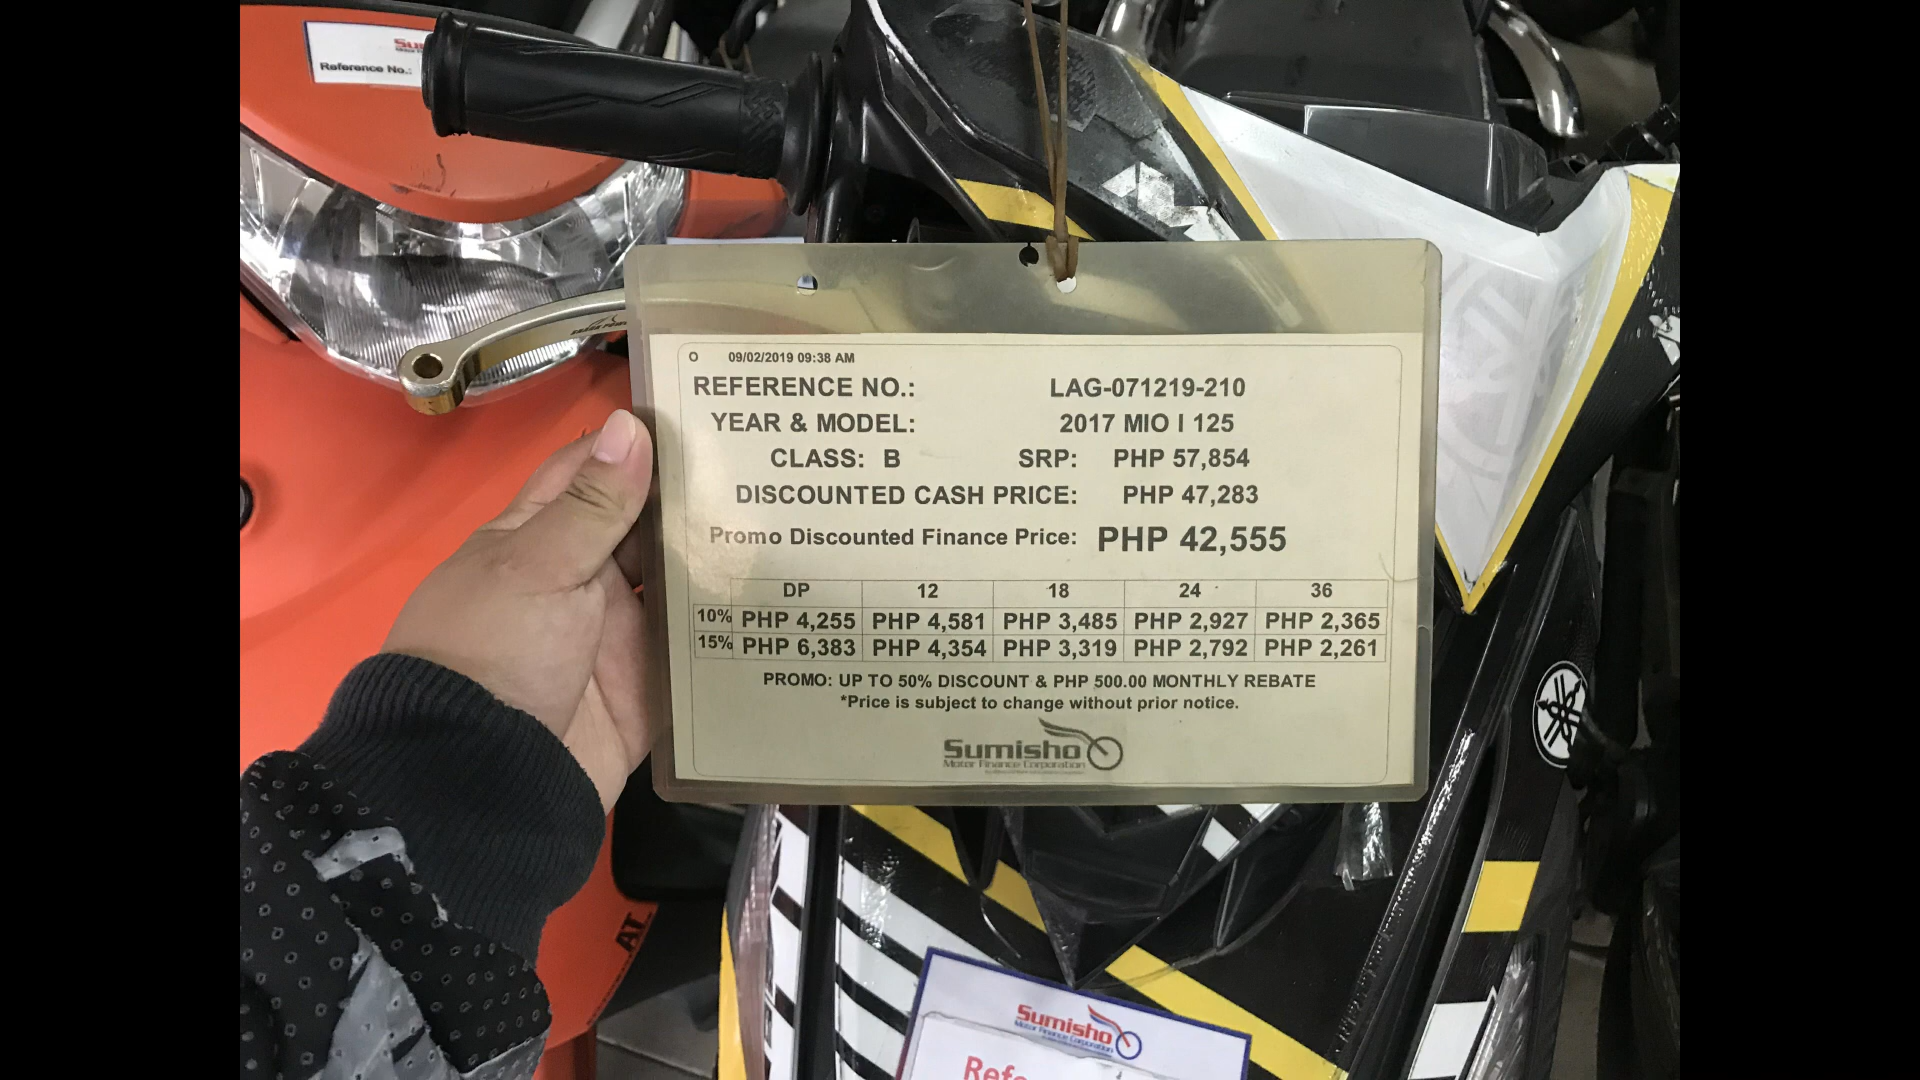 Reference No.:
O 09/02/2019 09:38 AM
REFERENCE NO.: LAG-071219-210
YEAR & MODEL: 2017 MIO I 125
CLASS: B SRP: PHP 57,854
DISCOUNTED CASH PRICE: PHP 47,283
Promo Discounted Finance Price: PHP 42,555
DP 12 18 24 36
10% PHP 4,255 PHP 4,581 PHP 3,485 PHP 2,927 PHP 2,365
15% PHP 6,383 PHP 4,354 PHP 3,319 PHP 2,792 PHP 2,261
PROMO: UP TO 50% DISCOUNT & PHP 500.00 MONTHLY REBATE
*Price is subject to change without prior notice.
Sumisho
Motor Finance Corporation
AT
Sumisho
Motor Finance Corporation